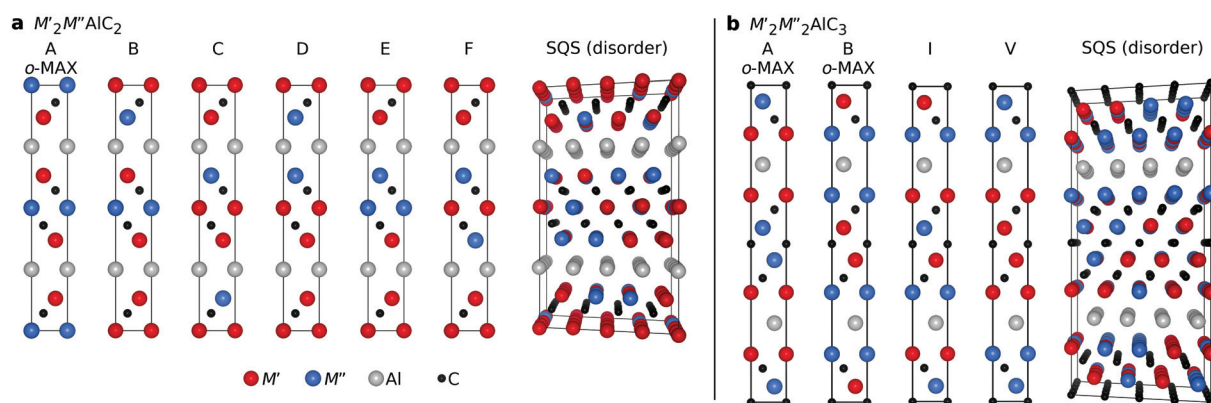 a M′₂M″AlC₂
A B C D E F SQS (disorder)
o-MAX
M′ M″ Al C
b M′₂M″₂AlC₃
A B I V SQS (disorder)
o-MAX o-MAX